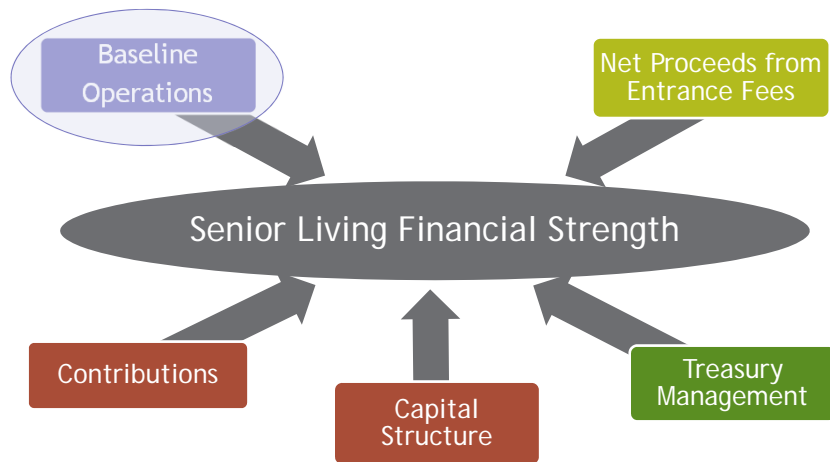 Baseline
Operations
Net Proceeds from
Entrance Fees
Senior Living Financial Strength
Contributions
Capital
Structure
Treasury
Management